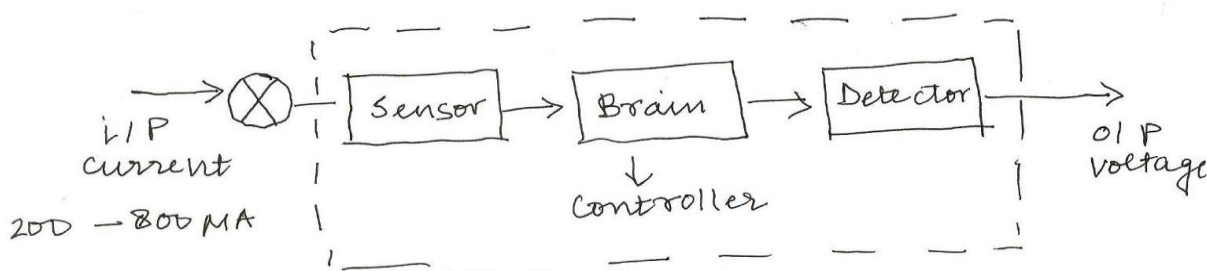 Sensor
Brain
Detector
i/P
current
200 - 800 MA
controller
O/P
voltage